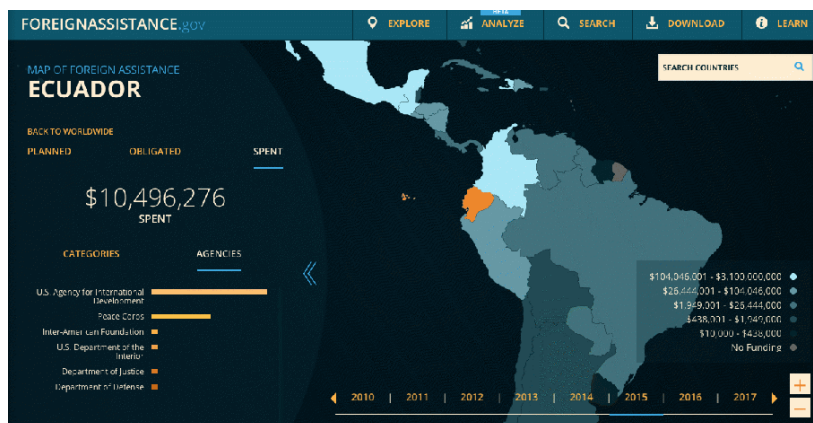 FOREIGNASSISTANCE.gov
BETA
EXPLORE
ANALYZE
SEARCH
DOWNLOAD
LEARN
MAP OF FOREIGN ASSISTANCE
ECUADOR
SEARCH COUNTRIES
BACK TO WORLDWIDE
PLANNED
OBLIGATED
SPENT
$10,496,276
SPENT
CATEGORIES
AGENCIES
U.S. Agency for International
Development
Peace Corps
Inter-American Foundation
U.S. Department of the
Interior
Department of Justice
Department of Defense
$104,046,001 - $3,100,000,000
$26,444,001 - $104,046,000
$1,949,001 - $26,444,000
$438,001 - $1,949,000
$10,000 - $438,000
No Funding
2010 | 2011 | 2012 | 2013 | 2014 | 2015 | 2016 | 2017